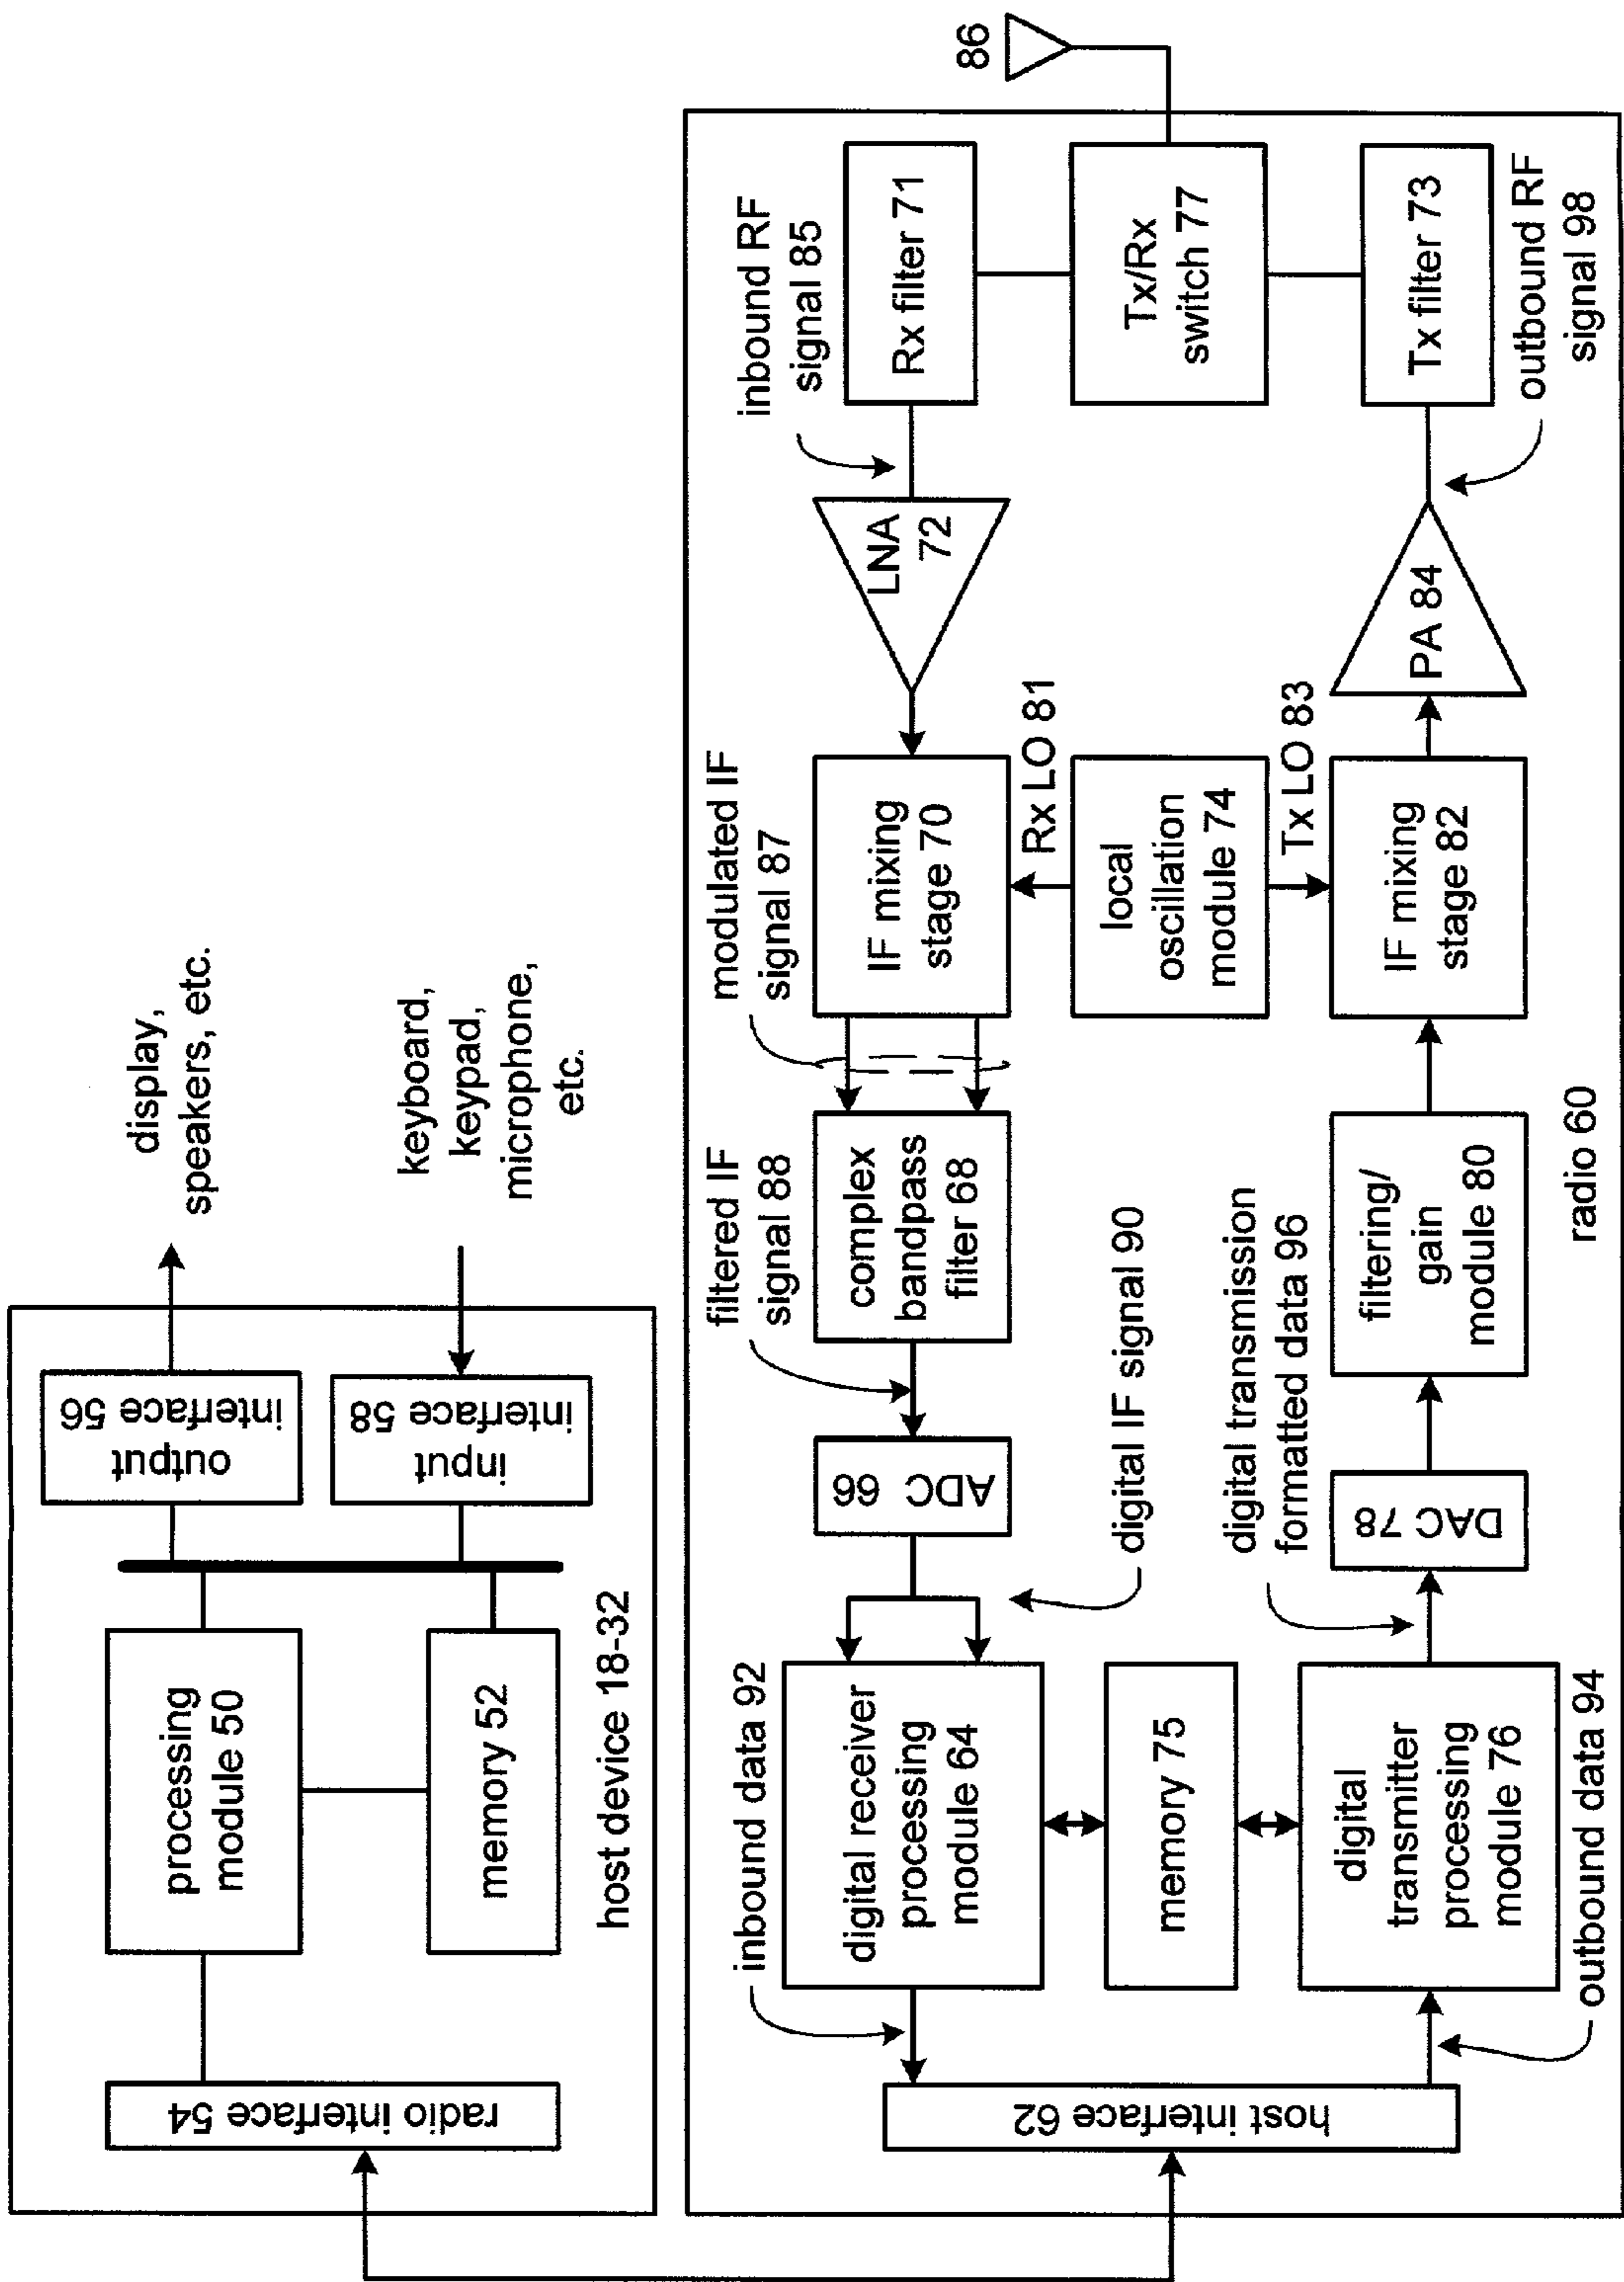 radio interface 54
processing
module 50
memory 52
output
interface 56
input
interface 58
display,
speakers, etc.
keyboard,
keypad,
microphone,
etc.
host device 18-32
host interface 62
inbound data 92
digital receiver
processing
module 64
memory 75
digital
transmitter
processing
module 76
outbound data 94
ADC 66
digital IF signal 90
digital transmission
formatted data 96
DAC 78
filtered IF
signal 88
complex
bandpass
filter 68
filtering/
gain
module 80
modulated IF
signal 87
IF mixing
stage 70
Rx LO 81
local
oscillation
module 74
Tx LO 83
IF mixing
stage 82
LNA
72
PA 84
inbound RF
signal 85
Rx filter 71
Tx/Rx
switch 77
Tx filter 73
outbound RF
signal 98
86
radio 60